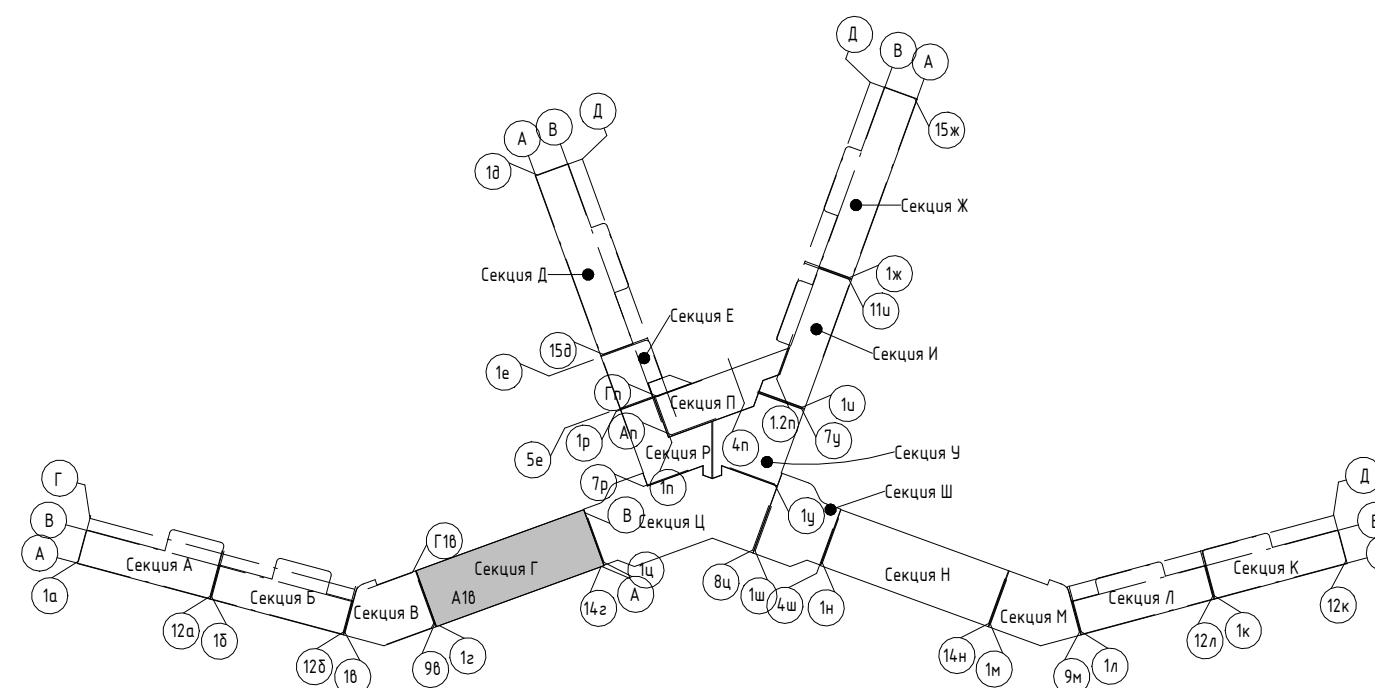 Д
В
А
15ж
Д
В
А
1д
Секция Ж
Секция Д
1ж
11и
Секция Е
Секция И
15д
1е
Гп
Секция П
1и
1.2п
7у
4п
Ап
1р
5е
Секция Р
Секция У
7р
1п
Секция Ш
1у
В
Секция Ц
Г
В
А
1а
Секция А
Секция Б
12а
1б
12б
1в
Секция В
Г1в
Секция Г
А1в
9в
1г
14г
1ц
А
8ц
1ш
4ш
1н
Секция Н
14н
1м
Секция М
9м
1л
Секция Л
12л
1к
Секция К
12к
Д